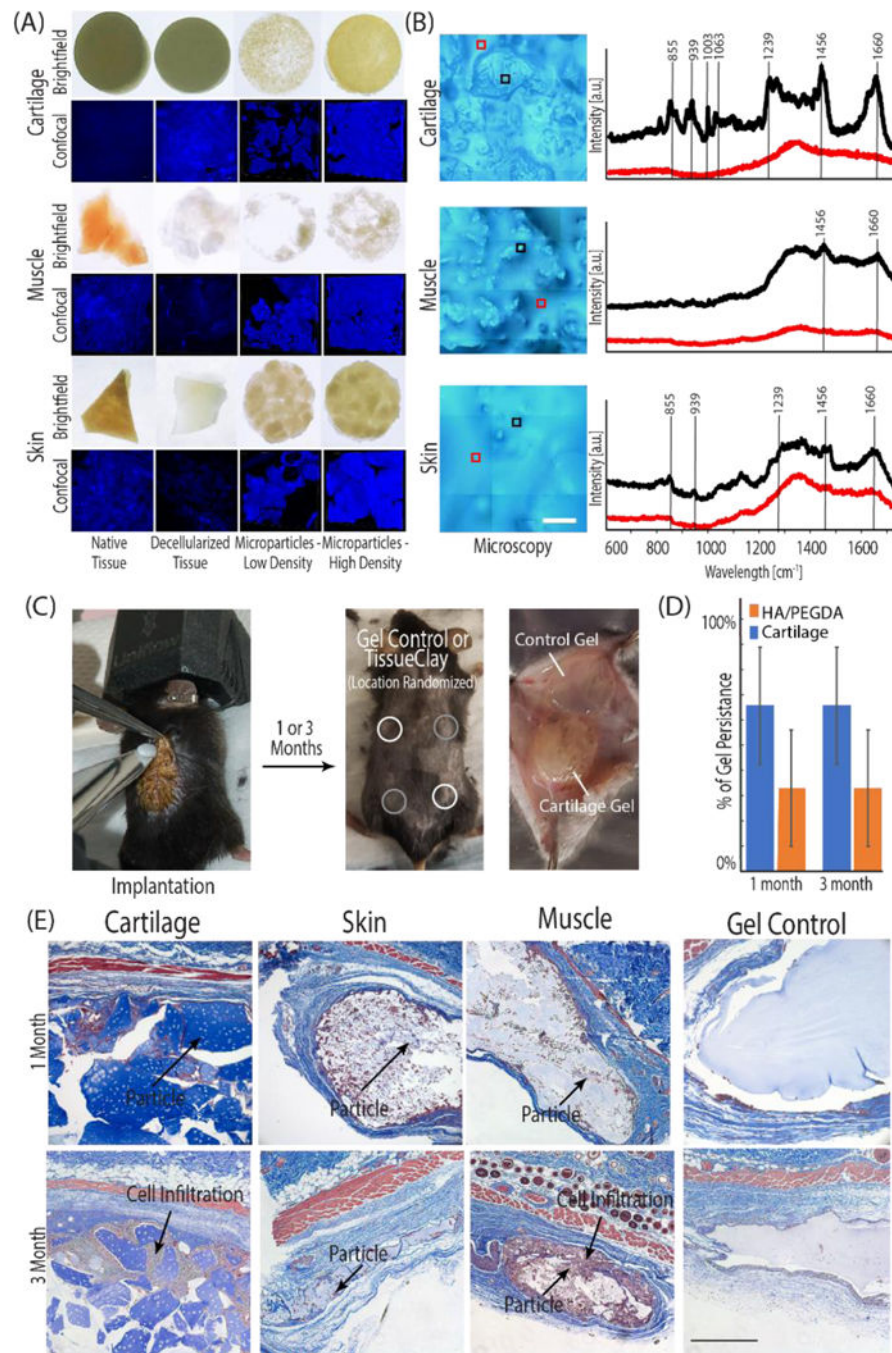 (A)
Cartilage
Brightfield
Confocal
Muscle
Brightfield
Confocal
Skin
Brightfield
Confocal
Native
Tissue
Decellularized
Tissue
Microparticles -
Low Density
Microparticles -
High Density
(B)
Cartilage
Muscle
Skin
Microscopy
Intensity [a.u.]
855
939
1003
1063
1239
1456
1660
Intensity [a.u.]
1456
1660
Intensity [a.u.]
855
939
1239
1456
1660
600
800
1000
1200
1400
1600
Wavelength [cm⁻¹]
(C)
Implantation
1 or 3
Months
Gel Control or
TissueClay
(Location Randomized)
Control Gel
Cartilage Gel
(D)
100%
% of Gel Persistance
0%
HA/PEGDA
Cartilage
1 month
3 month
(E)
Cartilage
Skin
Muscle
Gel Control
1 Month
Particle
Particle
Particle
3 Month
Cell Infiltration
Particle
Cell Infiltration
Particle